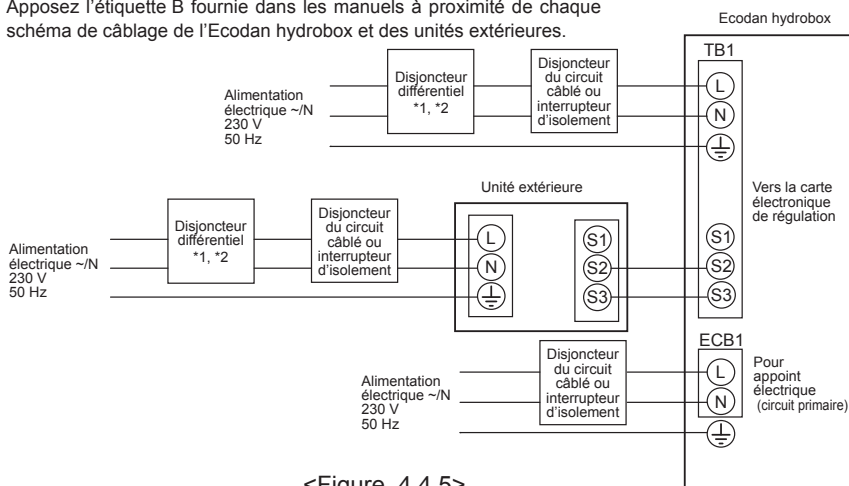 Apposez l'étiquette B fournie dans les manuels à proximité de chaque
schéma de câblage de l'Ecodan hydrobox et des unités extérieures.
Ecodan hydrobox
TB1
Alimentation
électrique ~/N
230 V
50 Hz
Disjoncteur
différentiel
*1, *2
Disjoncteur
du circuit
câblé ou
interrupteur
d'isolement
L
N
Vers la carte
électronique
de régulation
S1
S2
S3
Unité extérieure
Alimentation
électrique ~/N
230 V
50 Hz
Disjoncteur
différentiel
*1, *2
Disjoncteur
du circuit
câblé ou
interrupteur
d'isolement
L
N
S1
S2
S3
ECB1
Alimentation
électrique ~/N
230 V
50 Hz
Disjoncteur
du circuit
câblé ou
interrupteur
d'isolement
L
N
Pour
appoint
électrique
(circuit primaire)
<Figure 4.4.5>